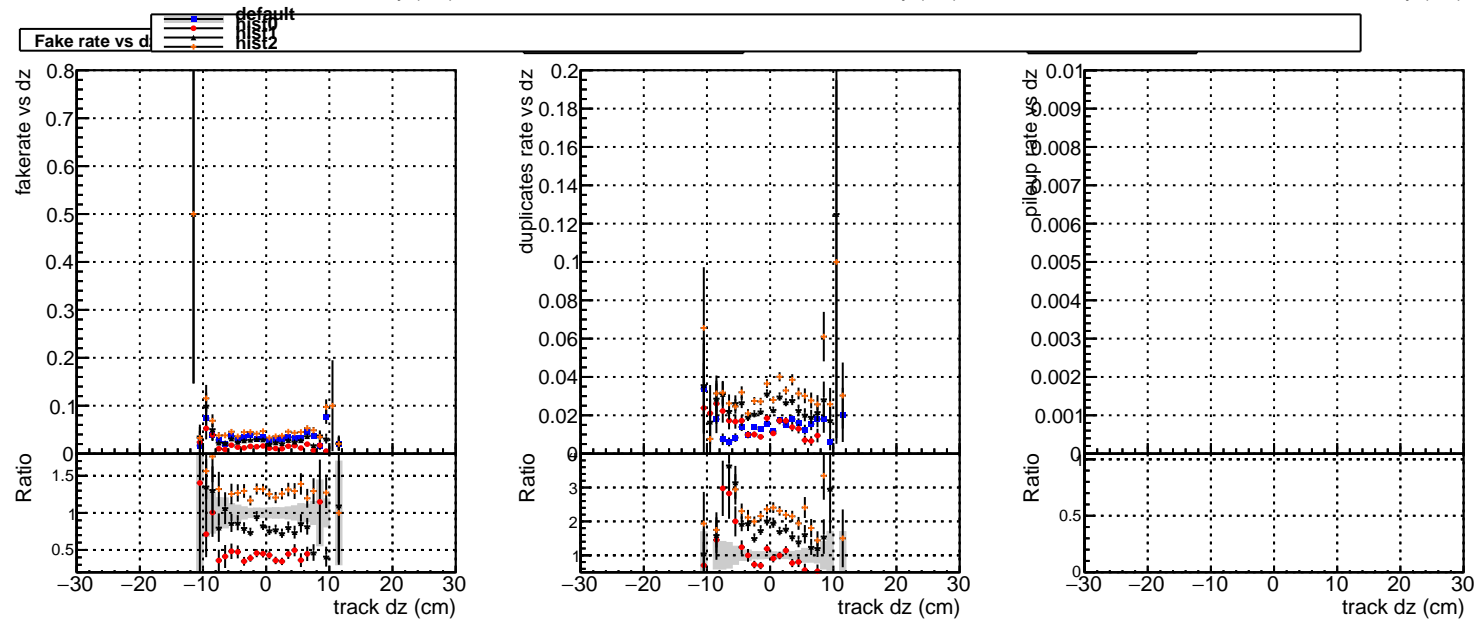 default
hist0
hist1
hist2
Fake rate vs dz
fakerate vs dz
0.8
0.7
0.6
0.5
0.4
0.3
0.2
0.1
0
Ratio
1.5
1
0.5
−30 −20 −10 0 10 20 30
track dz (cm)
duplicates rate vs dz
0.2
0.18
0.16
0.14
0.12
0.1
0.08
0.06
0.04
0.02
0
Ratio
3
2
1
−30 −20 −10 0 10 20 30
track dz (cm)
pileup rate vs dz
0.01
0.009
0.008
0.007
0.006
0.005
0.004
0.003
0.002
0.001
0
Ratio
1
0.5
0
−30 −20 −10 0 10 20 30
track dz (cm)